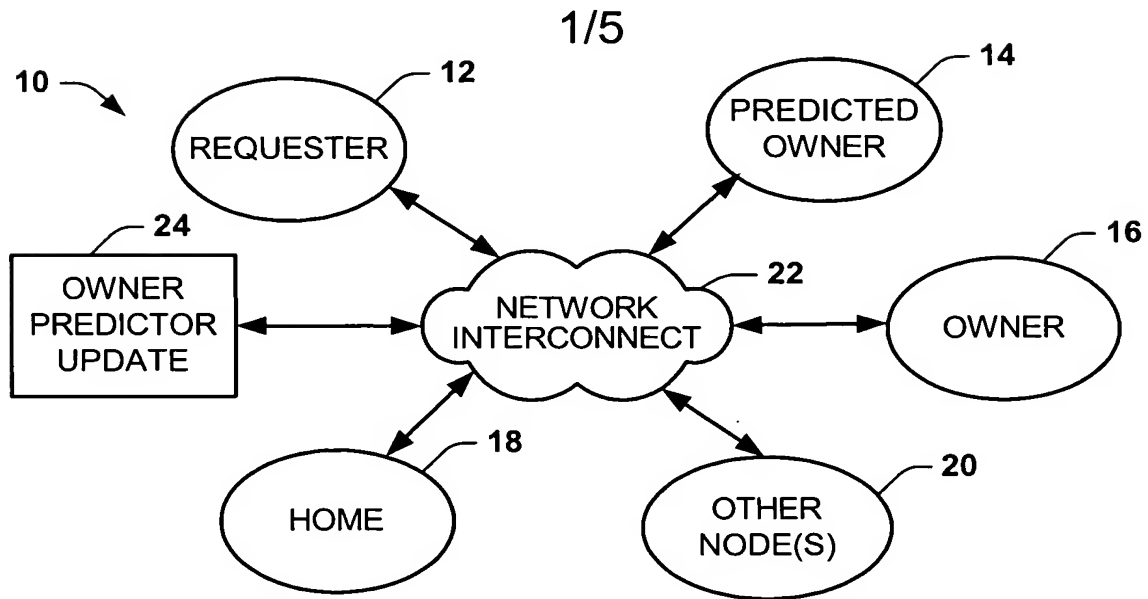 1/5
10
12
REQUESTER
14
PREDICTED
OWNER
24
OWNER
PREDICTOR
UPDATE
22
NETWORK
INTERCONNECT
16
OWNER
18
HOME
20
OTHER
NODE(S)